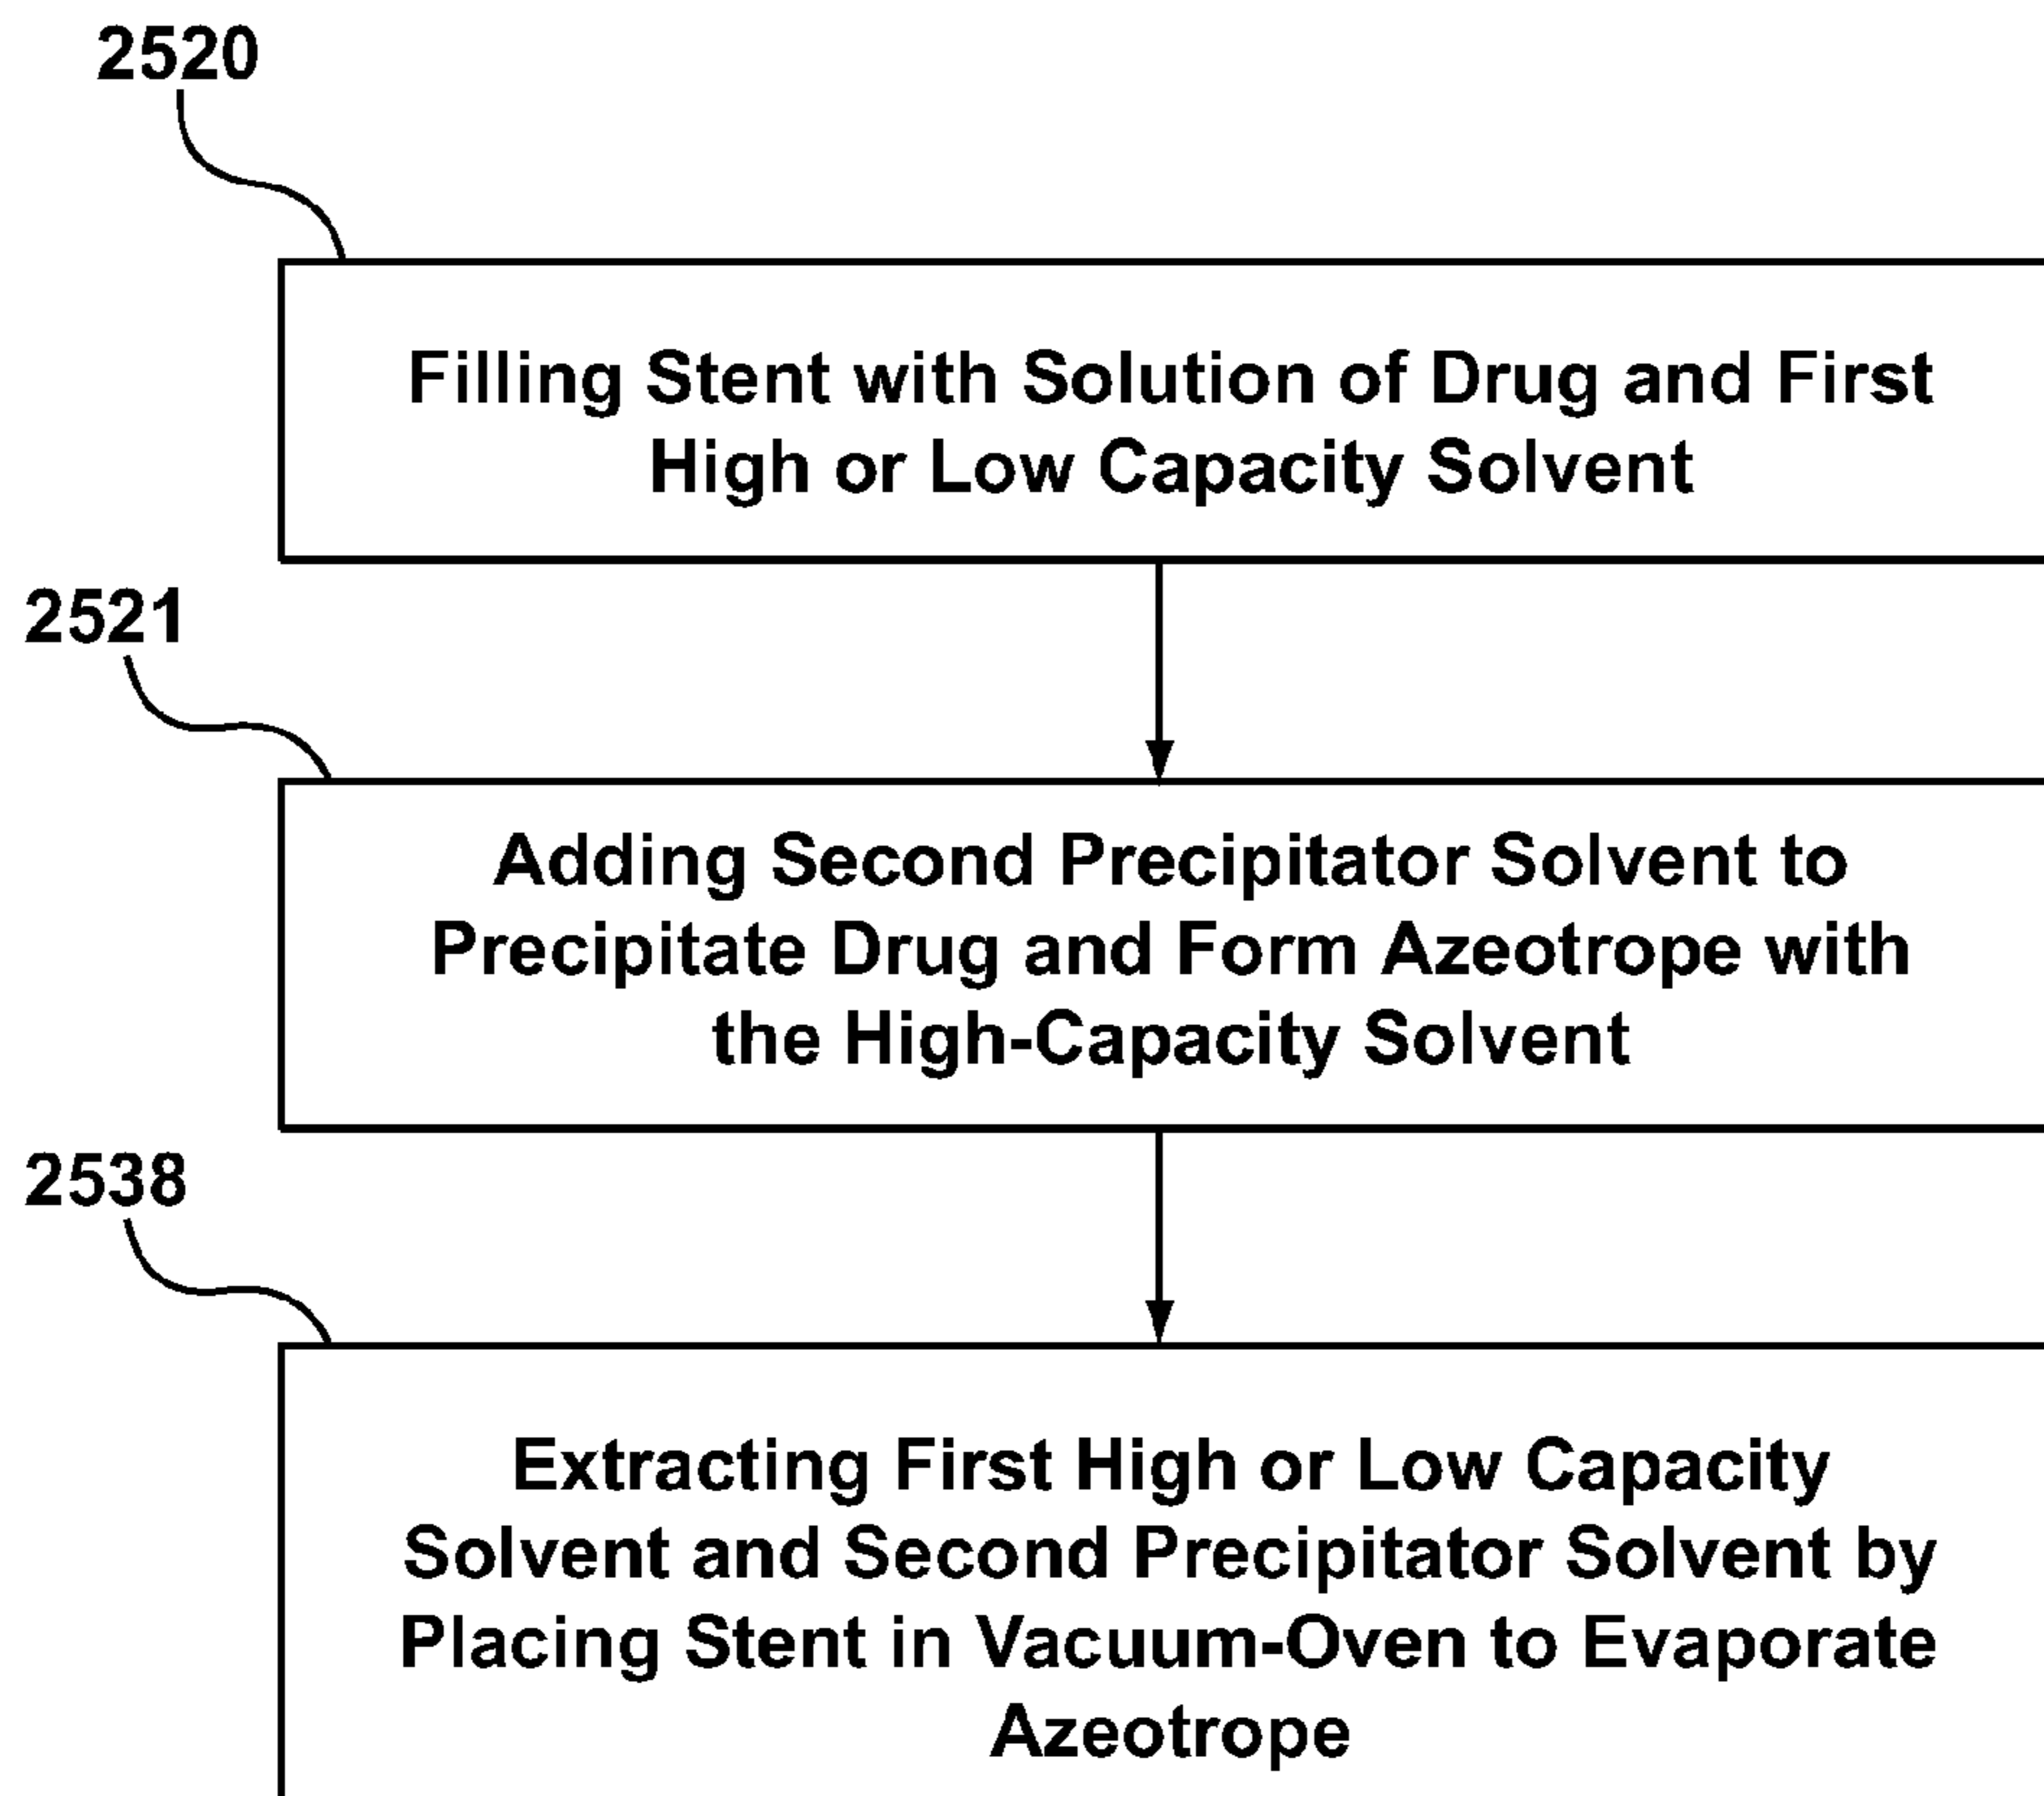 2520
Filling Stent with Solution of Drug and First
High or Low Capacity Solvent
2521
Adding Second Precipitator Solvent to
Precipitate Drug and Form Azeotrope with
the High-Capacity Solvent
2538
Extracting First High or Low Capacity
Solvent and Second Precipitator Solvent by
Placing Stent in Vacuum-Oven to Evaporate
Azeotrope